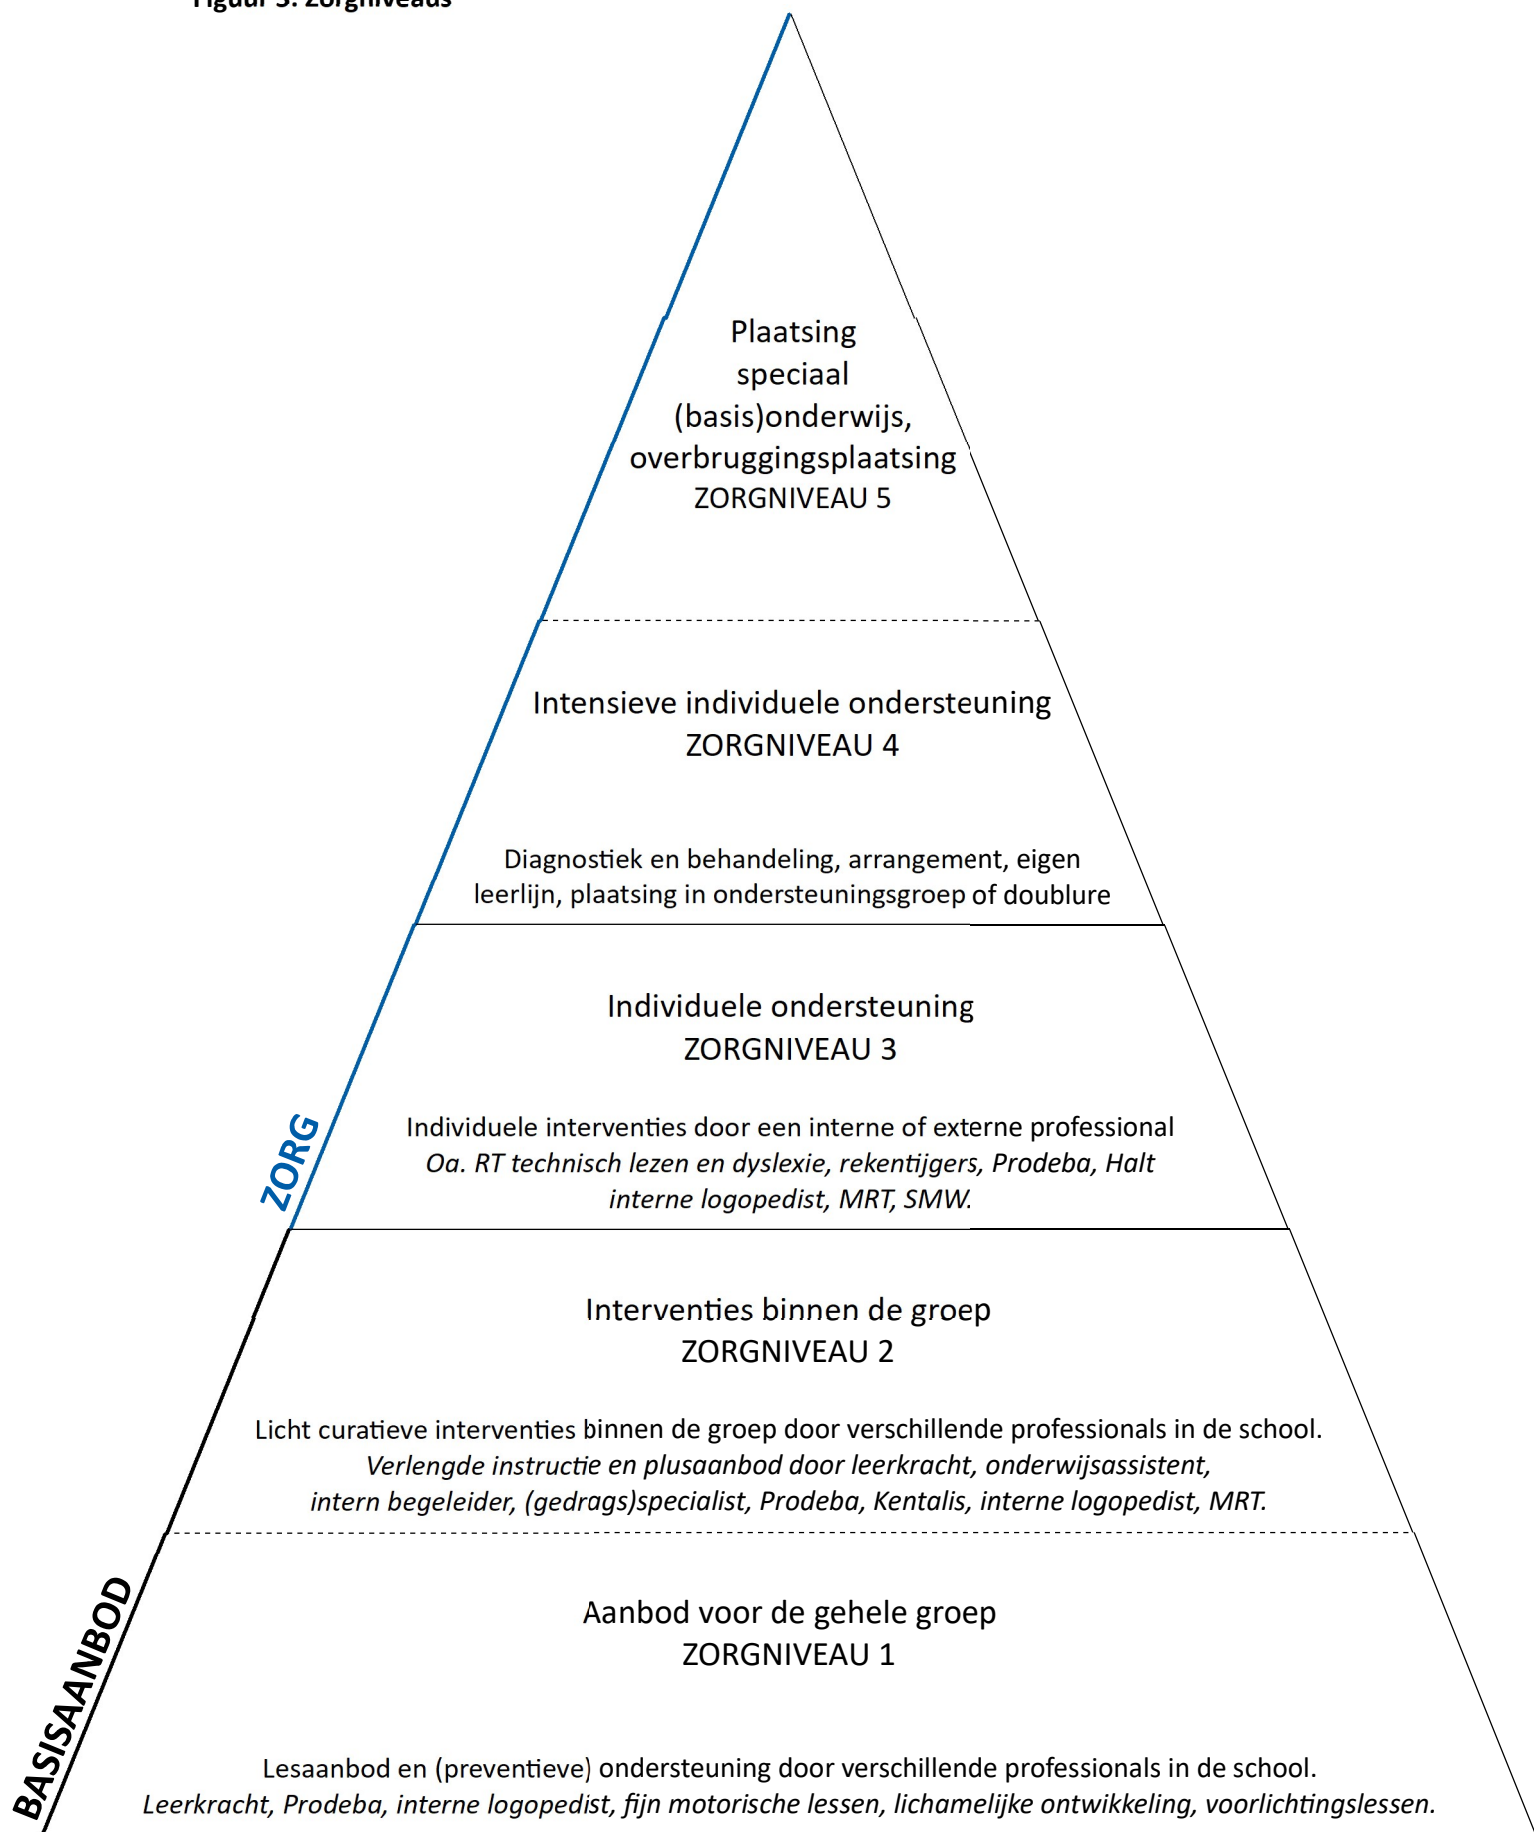 Figuur 3: Zorgniveaus
Plaatsing
speciaal
(basis)onderwijs,
overbruggingsplaatsing
ZORGNIVEAU 5
Intensieve individuele ondersteuning
ZORGNIVEAU 4
Diagnostiek en behandeling, arrangement, eigen
leerlijn, plaatsing in ondersteuningsgroep of doublure
Individuele ondersteuning
ZORGNIVEAU 3
ZORG
Individuele interventies door een interne of externe professional
Oa. RT technisch lezen en dyslexie, rekentijgers, Prodeba, Halt
interne logopedist, MRT, SMW.
Interventies binnen de groep
ZORGNIVEAU 2
Licht curatieve interventies binnen de groep door verschillende professionals in de school.
Verlengde instructie en plusaanbod door leerkracht, onderwijsassistent,
intern begeleider, (gedrags)specialist, Prodeba, Kentalis, interne logopedist, MRT.
Aanbod voor de gehele groep
ZORGNIVEAU 1
BASISAANBOD
Lesaanbod en (preventieve) ondersteuning door verschillende professionals in de school.
Leerkracht, Prodeba, interne logopedist, fijn motorische lessen, lichamelijke ontwikkeling, voorlichtingslessen.